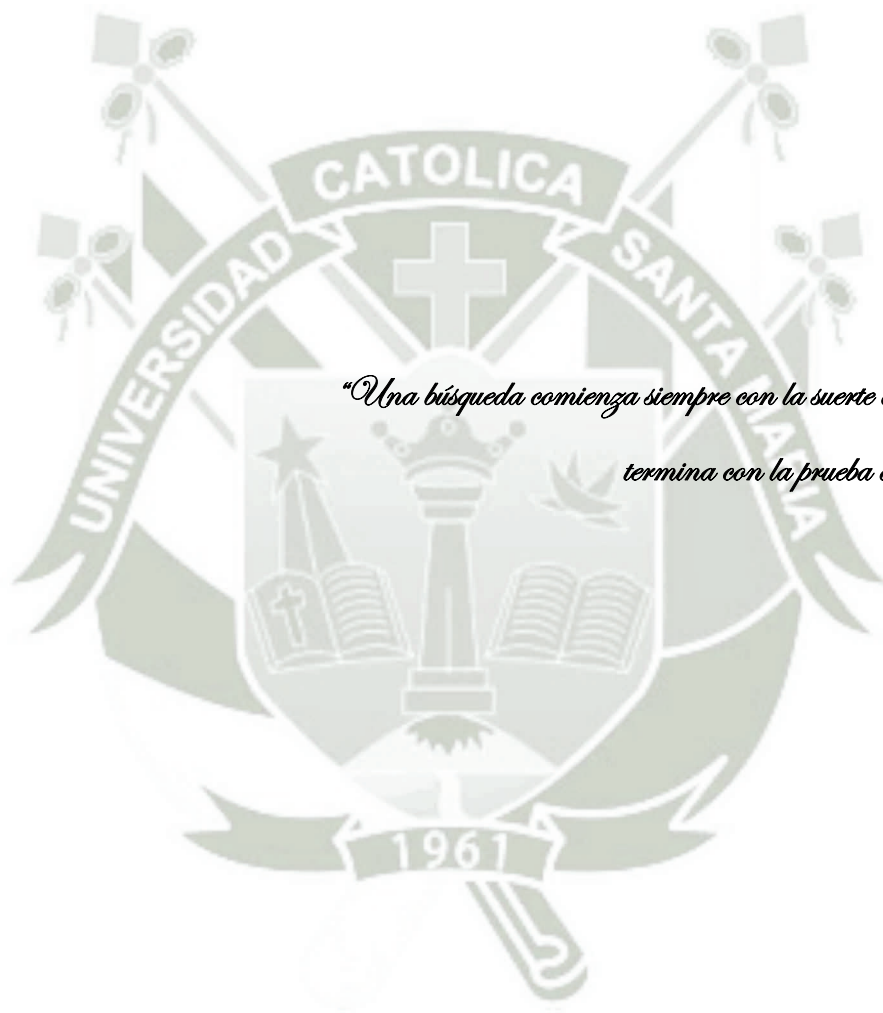 CATOLICA
UNIVERSIDAD
SANTA MARIA
“Una búsqueda comienza siempre con la suerte
termina con la prueba
1961